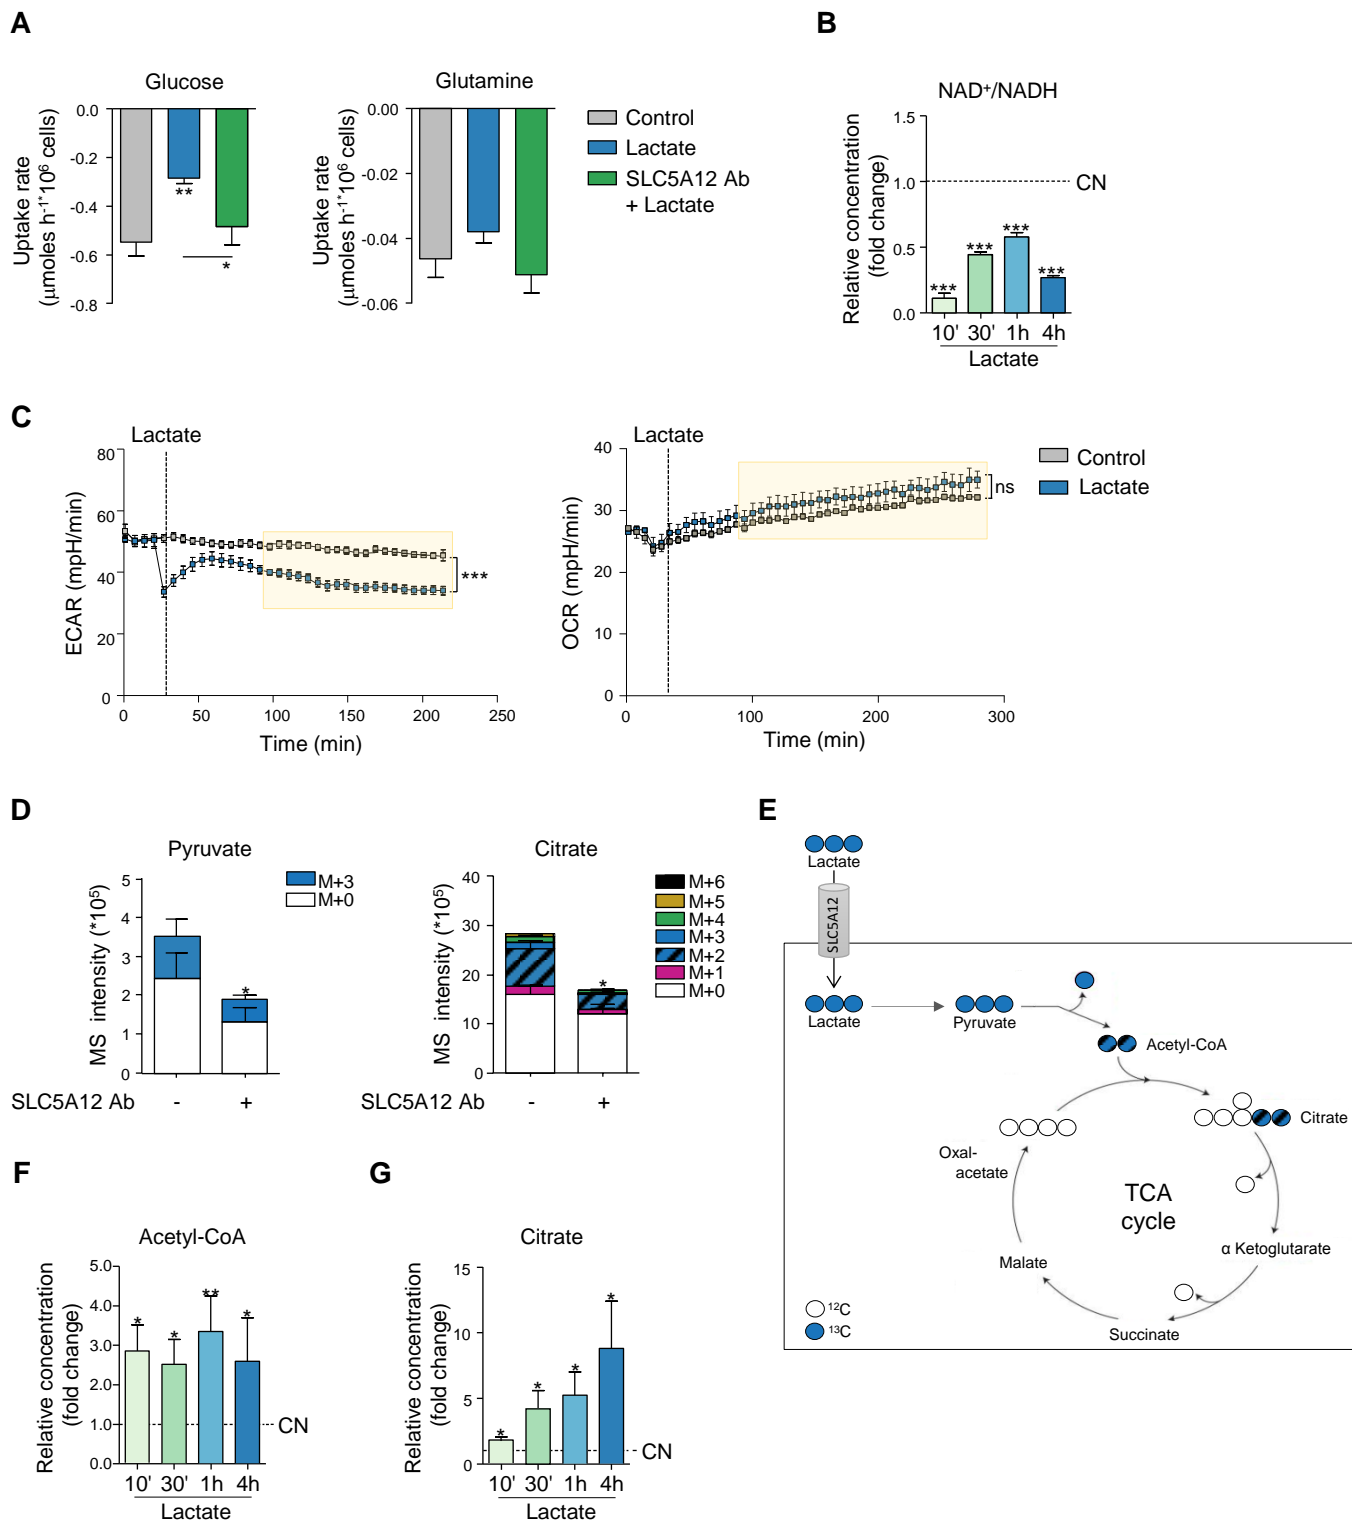 A
Glucose
Uptake rate
(µmoles h-1*10⁶ cells)
0.0
-0.2
-0.4
-0.6
-0.8
**
*
Glutamine
Uptake rate
(µmoles h-1*10⁶ cells)
0.00
-0.02
-0.04
-0.06
Control
Lactate
SLC5A12 Ab
+ Lactate
B
NAD⁺/NADH
Relative concentration
(fold change)
1.5
1.0
0.5
0.0
CN
***
***
***
***
10' 30' 1h 4h
Lactate
C
Lactate
ECAR (mpH/min)
80
60
40
20
0
***
0 50 100 150 200 250
Time (min)
Lactate
OCR (mpH/min)
40
30
20
10
0
ns
0 100 200 300
Time (min)
Control
Lactate
D
Pyruvate
MS intensity (*10⁵)
5
4
3
2
1
0
*
M+3
M+0
SLC5A12 Ab - +
Citrate
MS intensity (*10⁵)
40
30
20
10
0
*
M+6
M+5
M+4
M+3
M+2
M+1
M+0
SLC5A12 Ab - +
E
Lactate
SLC5A12
Lactate
Pyruvate
Acetyl-CoA
Citrate
Oxal-
acetate
TCA
cycle
α Ketoglutarate
Malate
Succinate
¹²C
¹³C
F
Acetyl-CoA
Relative concentration
(fold change)
5.0
4.0
3.0
2.0
1.0
0.0
*
*
**
*
CN
10' 30' 1h 4h
Lactate
G
Citrate
Relative concentration
(fold change)
15
10
5
0
*
*
*
*
CN
10' 30' 1h 4h
Lactate